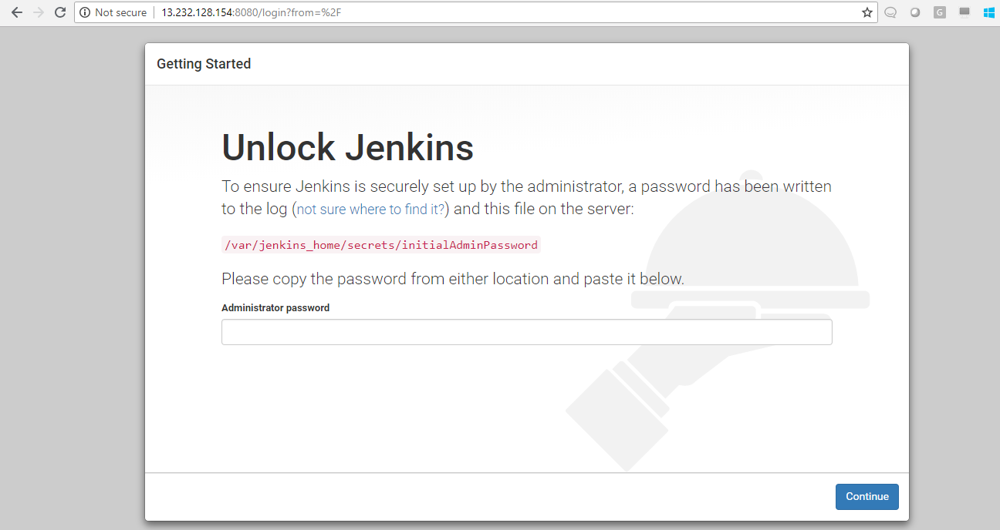 Not secure | 13.232.128.154:8080/login?from=%2F
G
Getting Started
Unlock Jenkins
To ensure Jenkins is securely set up by the administrator, a password has been written
to the log (not sure where to find it?) and this file on the server:
/var/jenkins_home/secrets/initialAdminPassword
Please copy the password from either location and paste it below.
Administrator password
Continue